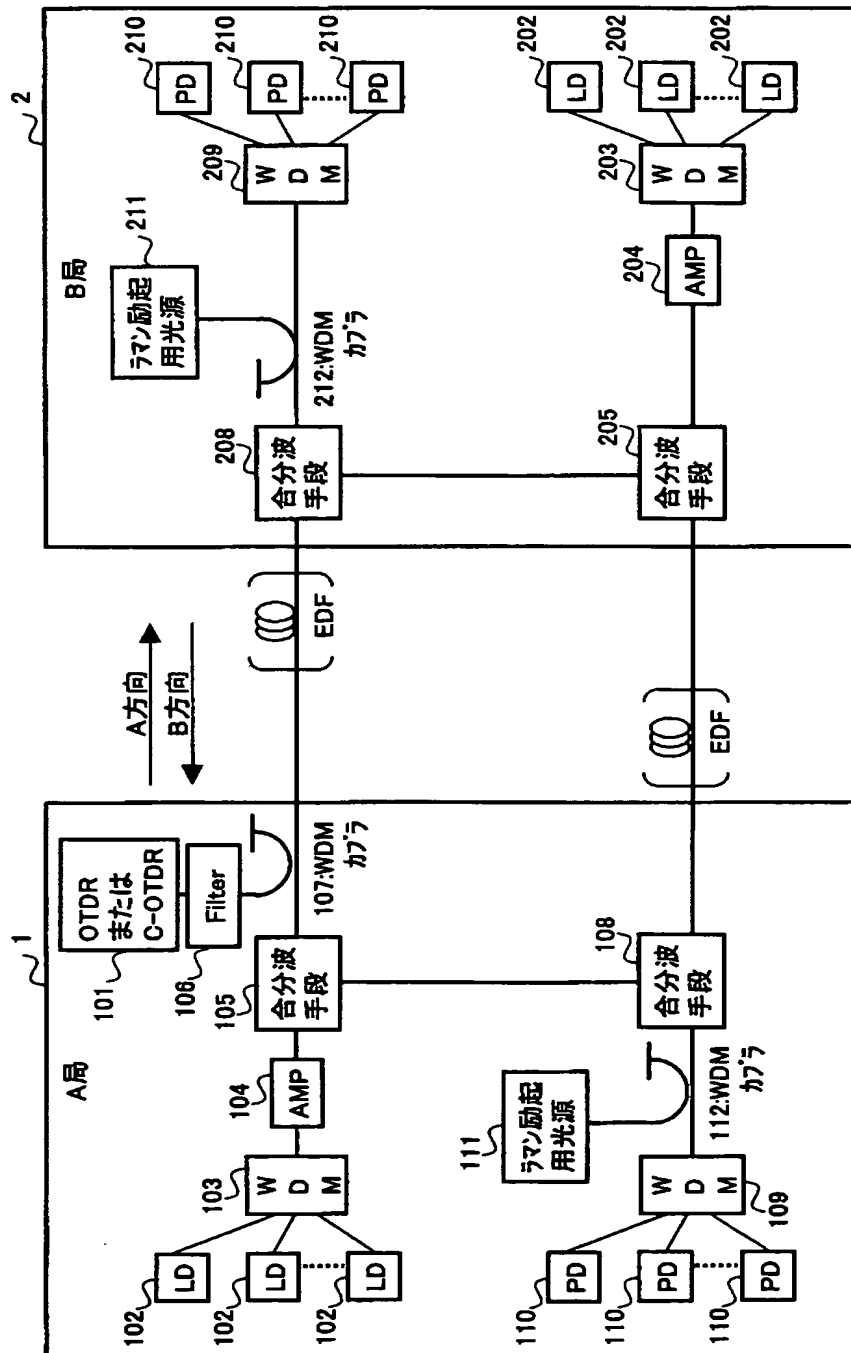 1
A局
OTDR
または
C-OTDR
101
Filter
106
107:WDM
カプラ
105
合分波
手段
104
AMP
103
W
D
M
102
LD
102
LD
102
LD
A方向
B方向
EDF
2
B局
ラマン励起
用光源
211
212:WDM
カプラ
208
合分波
手段
209
W
D
M
210
PD
210
PD
210
PD
108
合分波
手段
111
ラマン励起
用光源
112:WDM
カプラ
109
W
D
M
110
PD
110
PD
110
PD
EDF
205
合分波
手段
204
AMP
203
W
D
M
202
LD
202
LD
202
LD